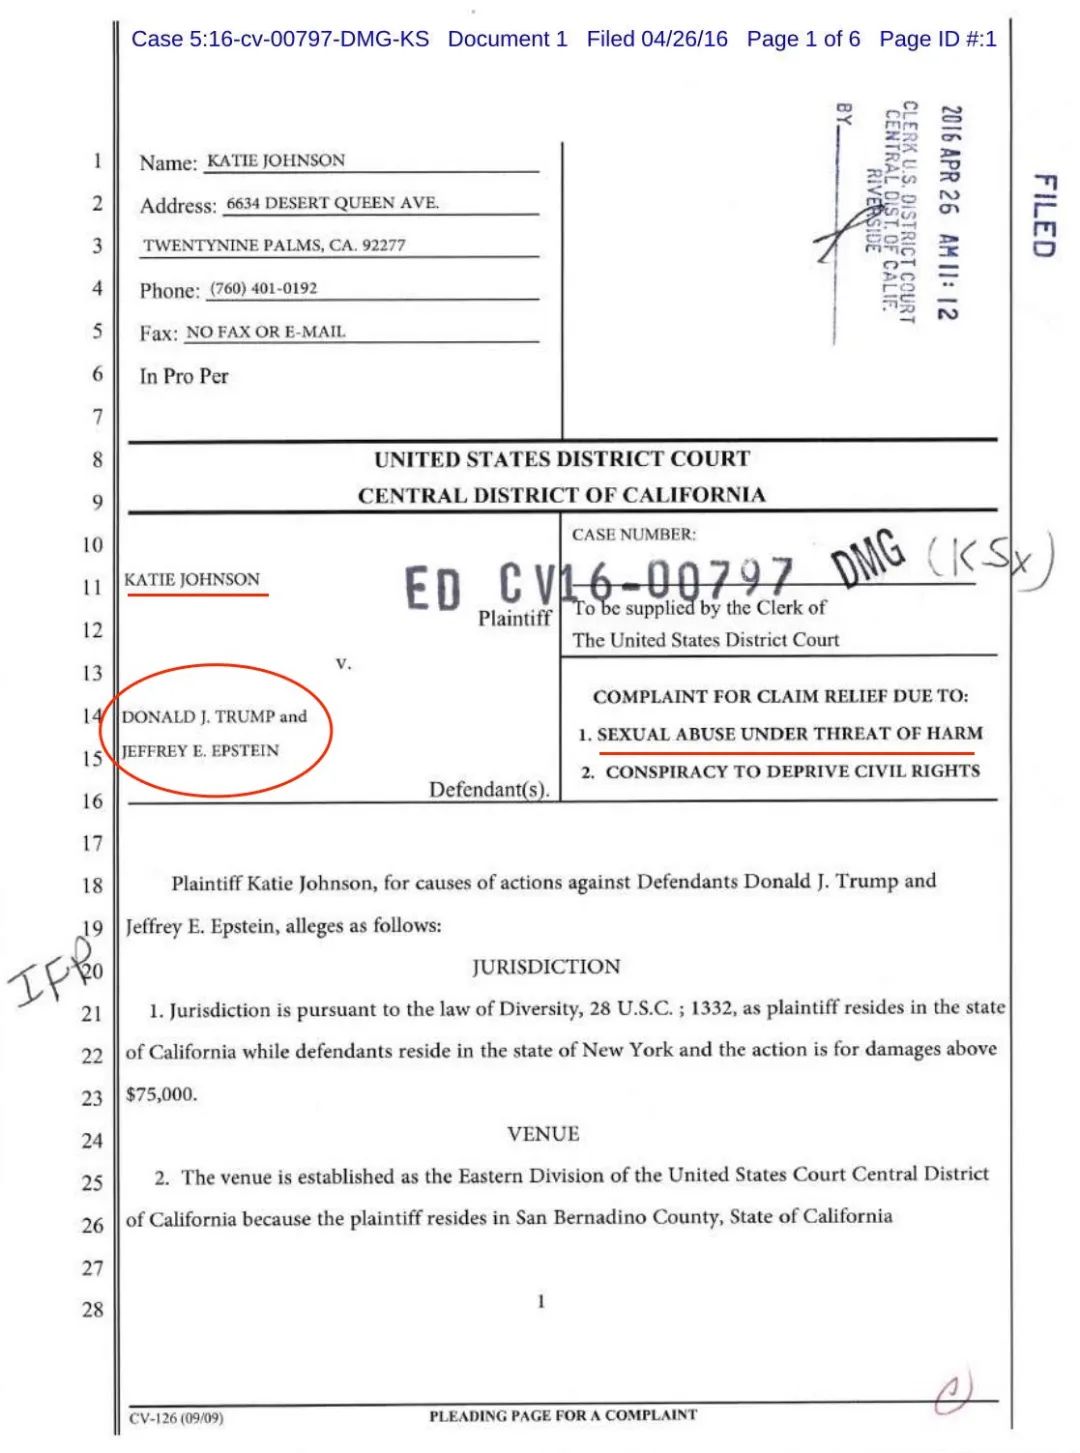 Case 5:16-cv-00797-DMG-KS Document 1 Filed 04/26/16 Page 1 of 6 Page ID #:1
FILED
2016 APR 26 AM 11: 12
CLERK U.S. DISTRICT COURT
CENTRAL DIST. OF CALIF.
RIVERSIDE
BY
1 Name: KATIE JOHNSON
2 Address: 6634 DESERT QUEEN AVE.
3 TWENTYNINE PALMS, CA. 92277
4 Phone: (760) 401-0192
5 Fax: NO FAX OR E-MAIL
6 In Pro Per
7
8 UNITED STATES DISTRICT COURT
9 CENTRAL DISTRICT OF CALIFORNIA
10
11 KATIE JOHNSON
12 Plaintiff
13 v.
14 DONALD J. TRUMP and
15 JEFFREY E. EPSTEIN
Defendant(s).
16
CASE NUMBER:
ED CV16-00797 DMG (KSx)
To be supplied by the Clerk of
The United States District Court
COMPLAINT FOR CLAIM RELIEF DUE TO:
1. SEXUAL ABUSE UNDER THREAT OF HARM
2. CONSPIRACY TO DEPRIVE CIVIL RIGHTS
17
18 Plaintiff Katie Johnson, for causes of actions against Defendants Donald J. Trump and
19 Jeffrey E. Epstein, alleges as follows:
IFP
20 JURISDICTION
21 1. Jurisdiction is pursuant to the law of Diversity, 28 U.S.C. ; 1332, as plaintiff resides in the state
22 of California while defendants reside in the state of New York and the action is for damages above
23 $75,000.
24 VENUE
25 2. The venue is established as the Eastern Division of the United States Court Central District
26 of California because the plaintiff resides in San Bernadino County, State of California
27
28
1
CV-126 (09/09) PLEADING PAGE FOR A COMPLAINT